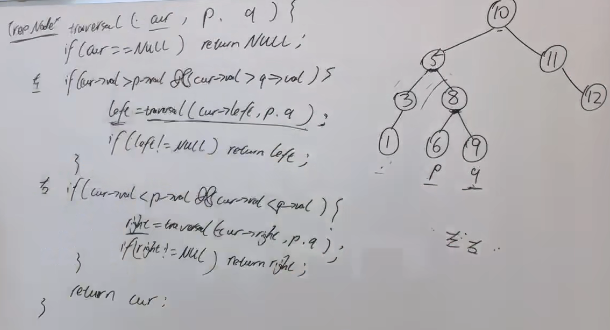 TreeNode* traversal(cur, p, q) {
if(cur==NULL) return NULL;
左 if(cur->val>p->val && cur->val>q->val){
left=traversal(cur->left,p,q);
if(left!=NULL) return left;
}
右 if(cur->val<p->val && cur->val<q->val){
right=traversal(cur->right,p,q);
if(right!=NULL) return right;
}
return cur;
}
10
5 11
3 8 12
1 6 9
p q
左右